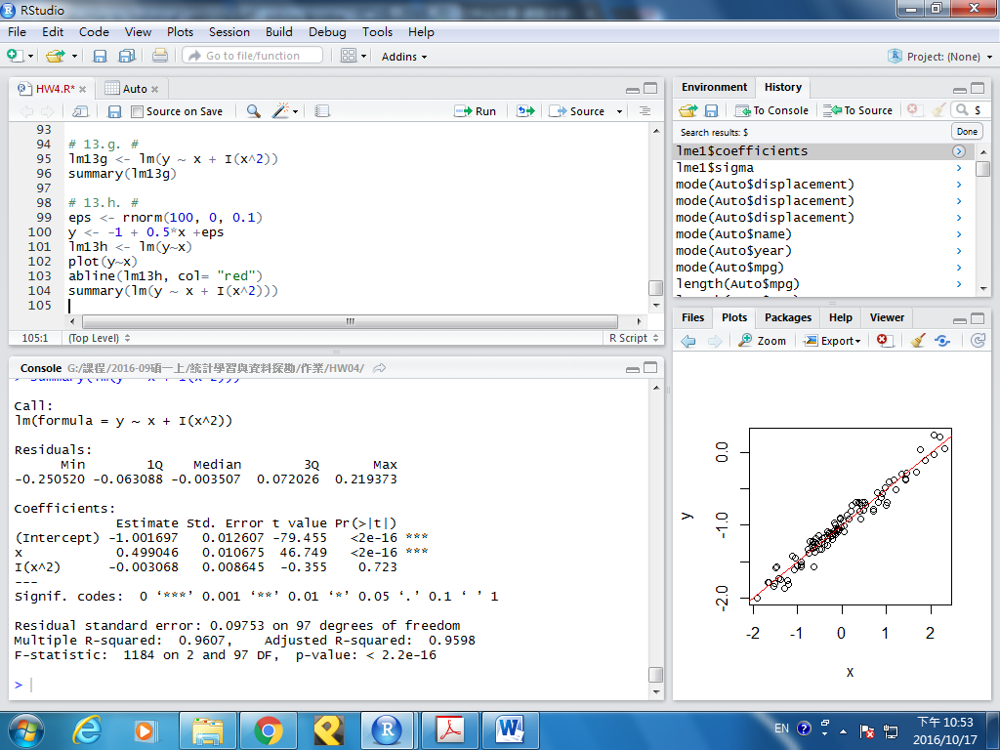 RStudio
File Edit Code View Plots Session Build Debug Tools Help
Go to file/function Addins Project: (None)
HW4.R* Auto
Source on Save Run Source
93
94 # 13.g. #
95 lm13g <- lm(y ~ x + I(x^2))
96 summary(lm13g)
97
98 # 13.h. #
99 eps <- rnorm(100, 0, 0.1)
100 y <- -1 + 0.5*x +eps
101 lm13h <- lm(y~x)
102 plot(y~x)
103 abline(lm13h, col= "red")
104 summary(lm(y ~ x + I(x^2)))
105
105:1 (Top Level) R Script
Console G:/課程/2016-09碩一上/統計學習與資料探勘/作業/HW04/
> summary(lm(y ~ x + I(x^2)))
Call:
lm(formula = y ~ x + I(x^2))
Residuals:
Min 1Q Median 3Q Max
-0.250520 -0.063088 -0.003507 0.072026 0.219373
Coefficients:
Estimate Std. Error t value Pr(>|t|)
(Intercept) -1.001697 0.012607 -79.455 <2e-16 ***
x 0.499046 0.010675 46.749 <2e-16 ***
I(x^2) -0.003068 0.008645 -0.355 0.723
---
Signif. codes: 0 ‘***’ 0.001 ‘**’ 0.01 ‘*’ 0.05 ‘.’ 0.1 ‘ ’ 1
Residual standard error: 0.09753 on 97 degrees of freedom
Multiple R-squared: 0.9607, Adjusted R-squared: 0.9598
F-statistic: 1184 on 2 and 97 DF, p-value: < 2.2e-16
>
Environment History
To Console To Source $
Search results: $ Done
lme1$coefficients
lme1$sigma
mode(Auto$displacement)
mode(Auto$displacement)
mode(Auto$displacement)
mode(Auto$name)
mode(Auto$year)
mode(Auto$mpg)
length(Auto$mpg)
Files Plots Packages Help Viewer
Zoom Export
0.0
-1.0
-2.0
y
-2 -1 0 1 2
x
EN
下午 10:53
2016/10/17